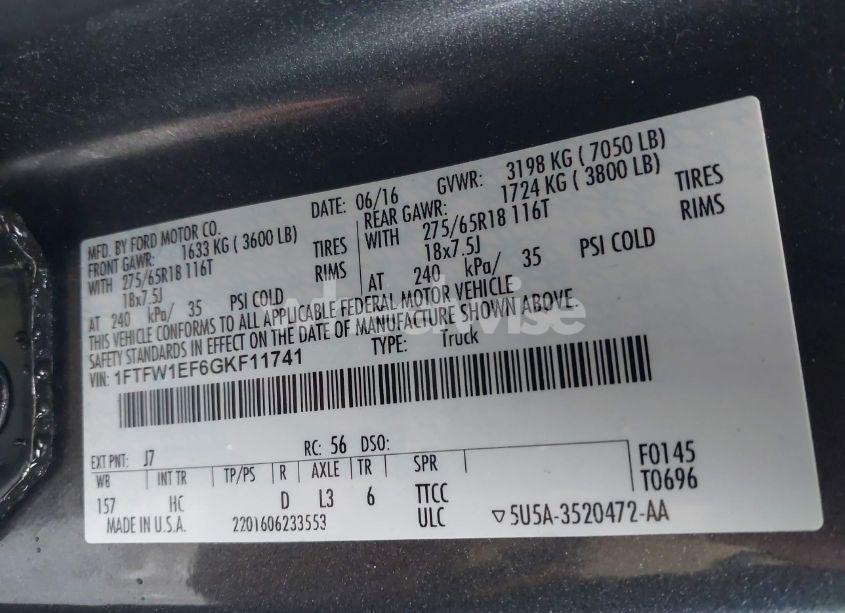 MFD. BY FORD MOTOR CO.
DATE: 06/16 GVWR: 3198 KG ( 7050 LB)
FRONT GAWR: 1633 KG ( 3600 LB)
REAR GAWR: 1724 KG ( 3800 LB)
WITH 275/65R18 116T TIRES
WITH 275/65R18 116T TIRES
18x7.5J RIMS
18x7.5J RIMS
AT 240 kPa/ 35 PSI COLD
AT 240 kPa/ 35 PSI COLD
THIS VEHICLE CONFORMS TO ALL APPLICABLE FEDERAL MOTOR VEHICLE
SAFETY STANDARDS IN EFFECT ON THE DATE OF MANUFACTURE SHOWN ABOVE.
VIN: 1FTFW1EF6GKF11741 TYPE: Truck
EXT PNT: J7 RC: 56 DSO:
WB INT TR TP/PS R AXLE TR SPR
157 HC D L3 6 TTCC
ULC
F0145
T0696
MADE IN U.S.A. 2201606233553
▽5U5A-3520472-AA